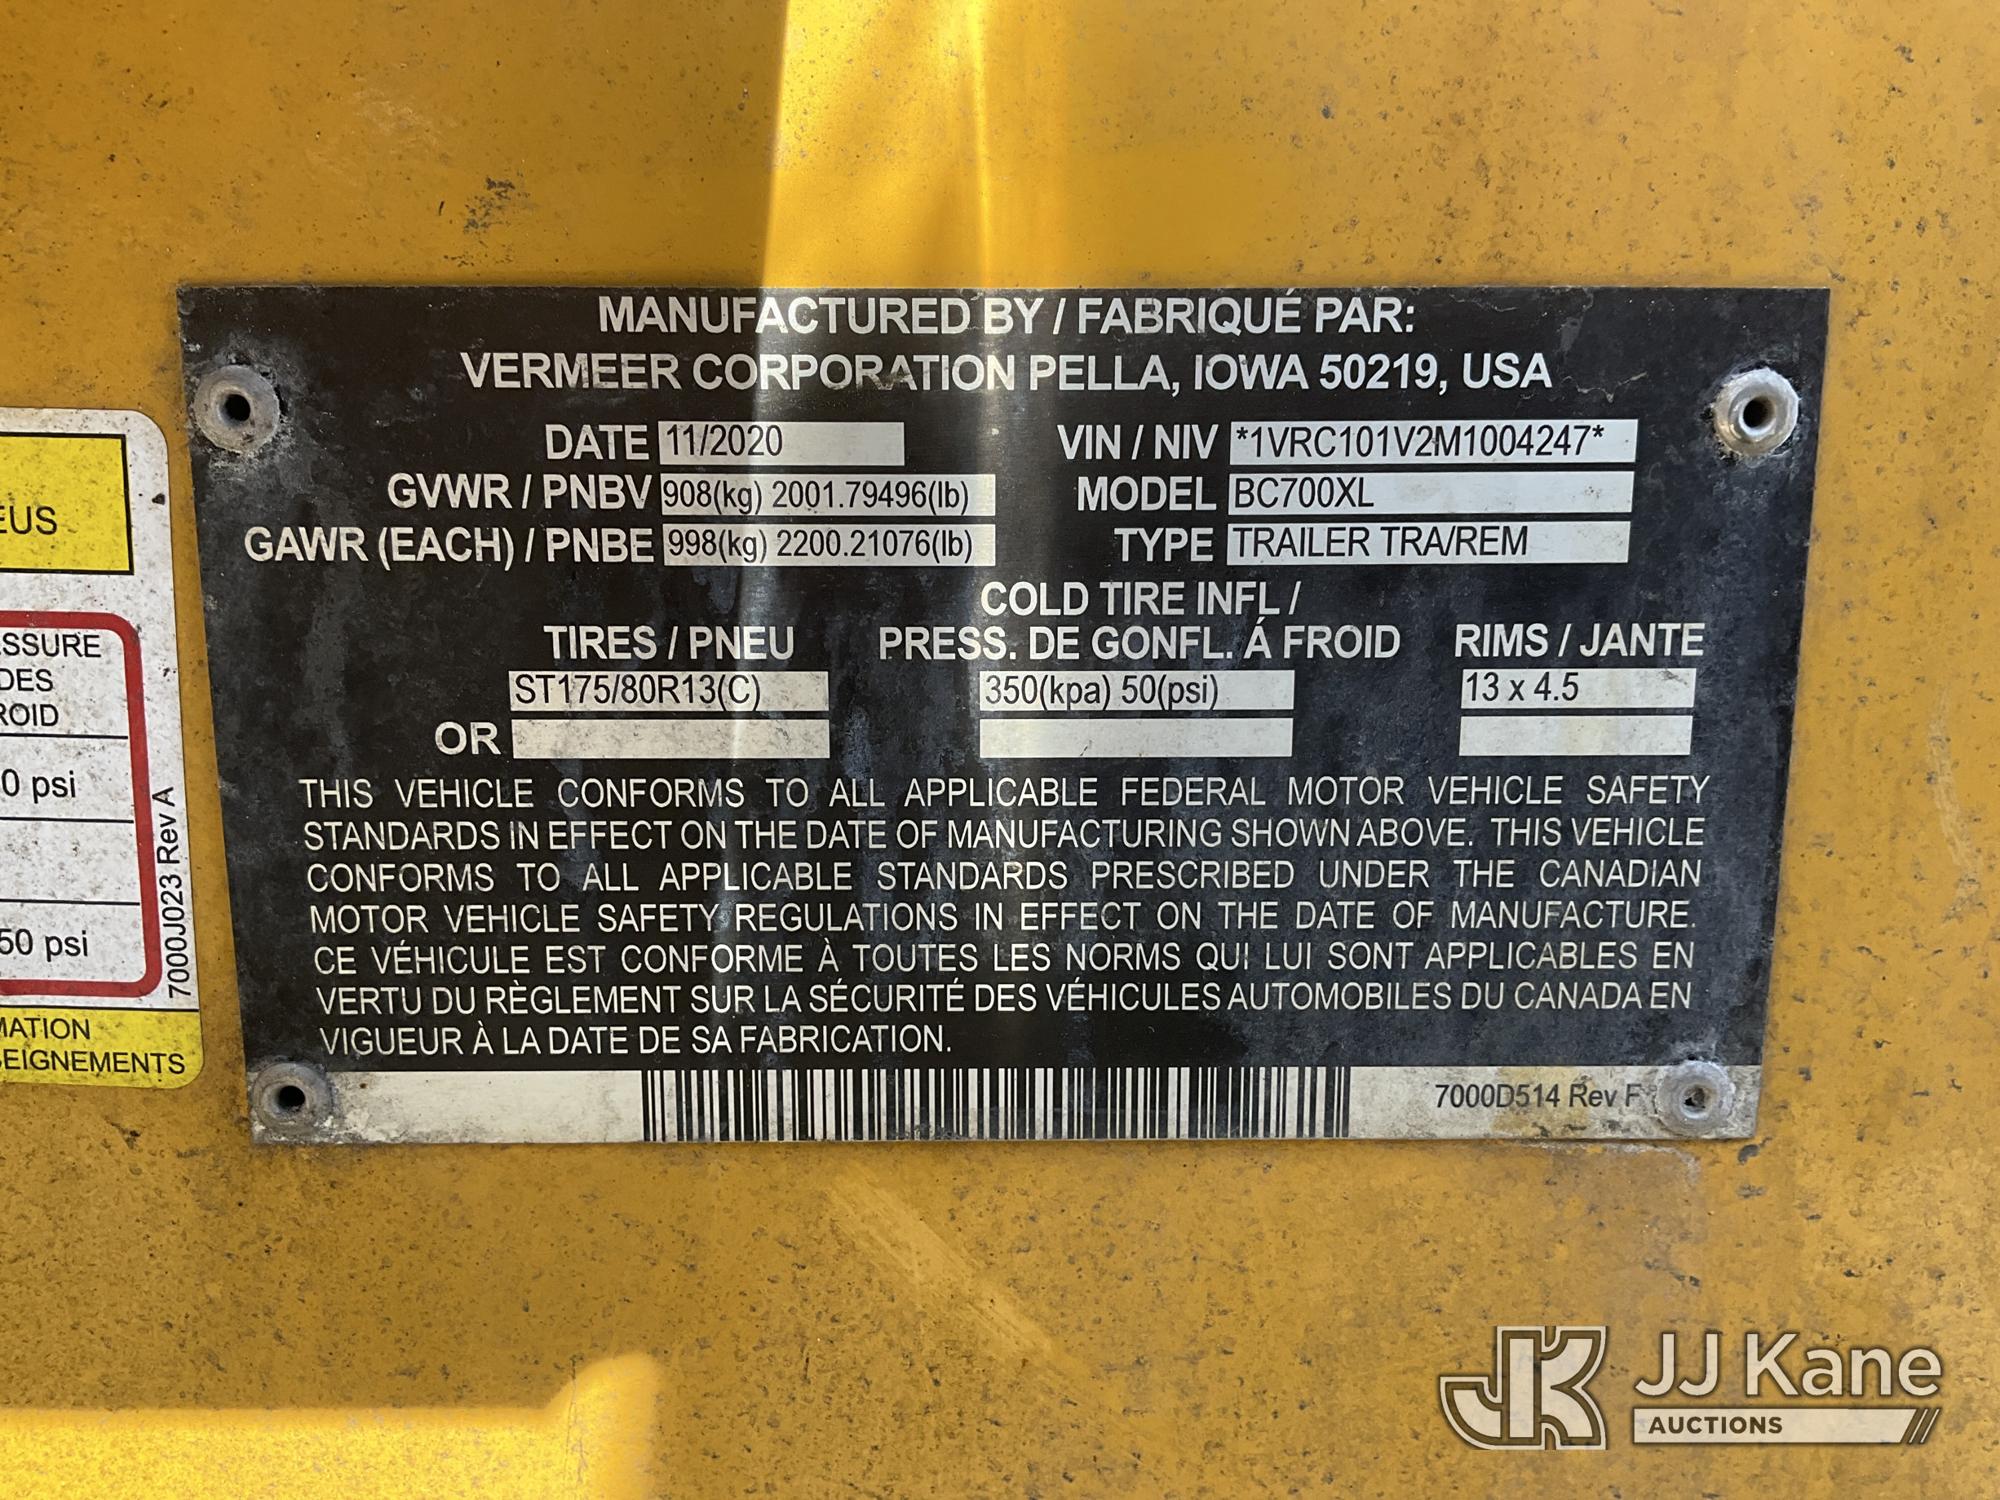 MANUFACTURED BY / FABRIQUÉ PAR:
VERMEER CORPORATION PELLA, IOWA 50219, USA
DATE 11/2020 VIN / NIV *1VRC101V2M1004247*
GVWR / PNBV 908(kg) 2001.79496(lb) MODEL BC700XL
GAWR (EACH) / PNBE 998(kg) 2200.21076(lb) TYPE TRAILER TRA/REM
COLD TIRE INFL /
TIRES / PNEU PRESS. DE GONFL. Á FROID RIMS / JANTE
ST175/80R13(C) 350(kpa) 50(psi) 13 x 4.5
OR
THIS VEHICLE CONFORMS TO ALL APPLICABLE FEDERAL MOTOR VEHICLE SAFETY
STANDARDS IN EFFECT ON THE DATE OF MANUFACTURING SHOWN ABOVE. THIS VEHICLE
CONFORMS TO ALL APPLICABLE STANDARDS PRESCRIBED UNDER THE CANADIAN
MOTOR VEHICLE SAFETY REGULATIONS IN EFFECT ON THE DATE OF MANUFACTURE.
CE VÉHICULE EST CONFORME À TOUTES LES NORMS QUI LUI SONT APPLICABLES EN
VERTU DU RÈGLEMENT SUR LA SÉCURITÉ DES VÉHICULES AUTOMOBILES DU CANADA EN
VIGUEUR À LA DATE DE SA FABRICATION.
7000D514 Rev F
EUS
ESSURE
DES
ROID
0 psi
50 psi
7000J023 Rev A
MATION
SEIGNEMENTS
JK JJ Kane
AUCTIONS